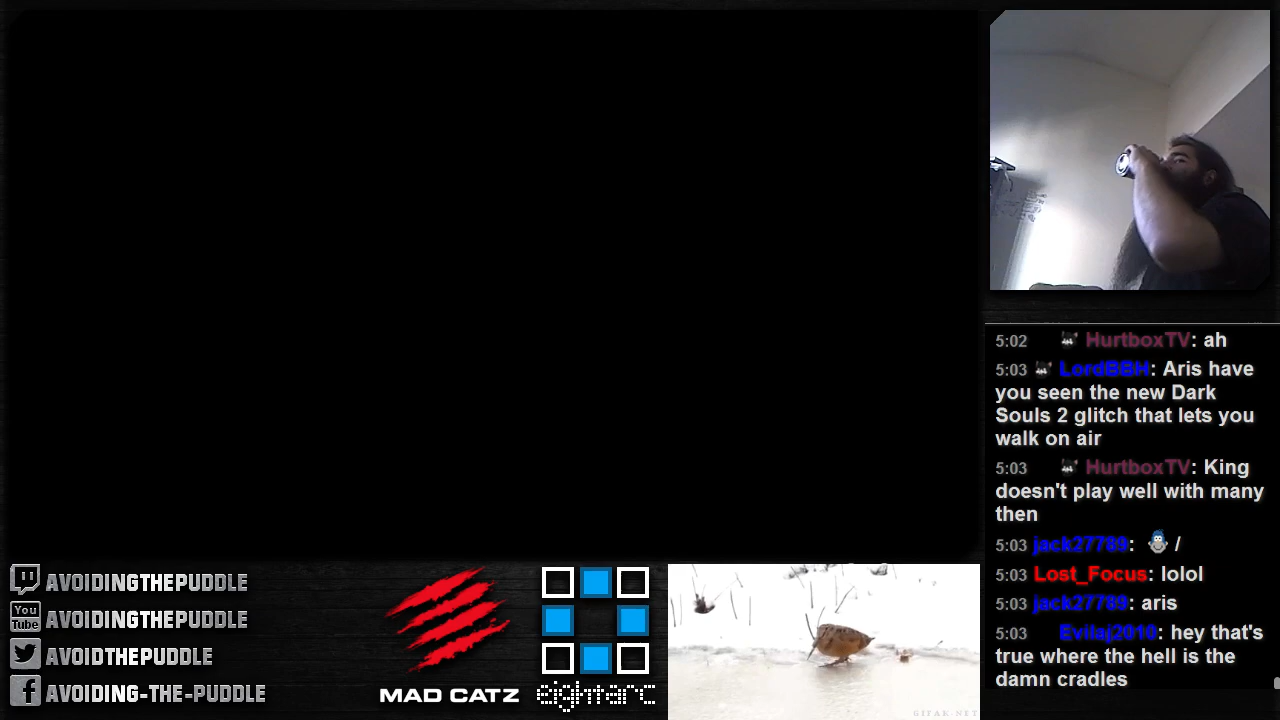 5:02 HurtboxTV: ah
5:03 LordBBH: Aris have
you seen the new Dark
Souls 2 glitch that lets you
walk on air
5:03 HurtboxTV: King
doesn't play well with many
then
5:03 jack27789: /
5:03 Lost_Focus: lolol
5:03 jack27789: aris
5:03 Evilaj2010: hey that's
true where the hell is the
damn cradles
AVOIDINGTHEPUDDLE
You
Tube AVOIDINGTHEPUDDLE
AVOIDTHEPUDDLE
f AVOIDING-THE-PUDDLE
MAD CATZ
eightarc
GIFAK.NET